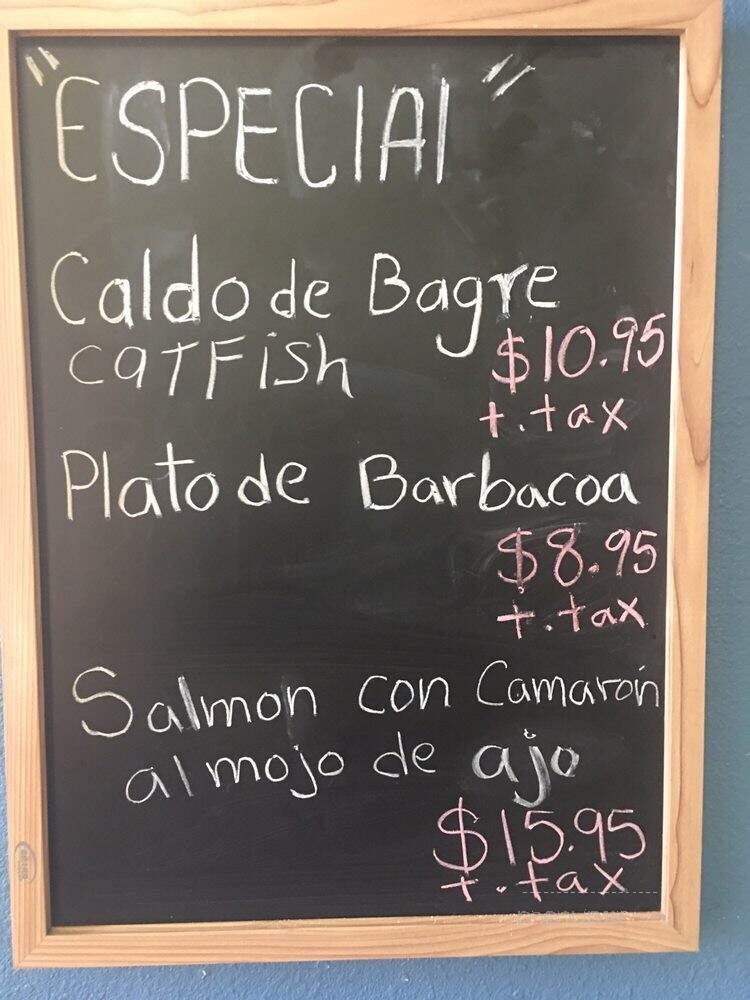 "ESPECIAl"
Caldo de Bagre
CaTFish
$10.95
+.tax
Plato de Barbacoa
$8.95
+.tax
Salmon con Camarón
al mojo de ajo
$15.95
+.tax